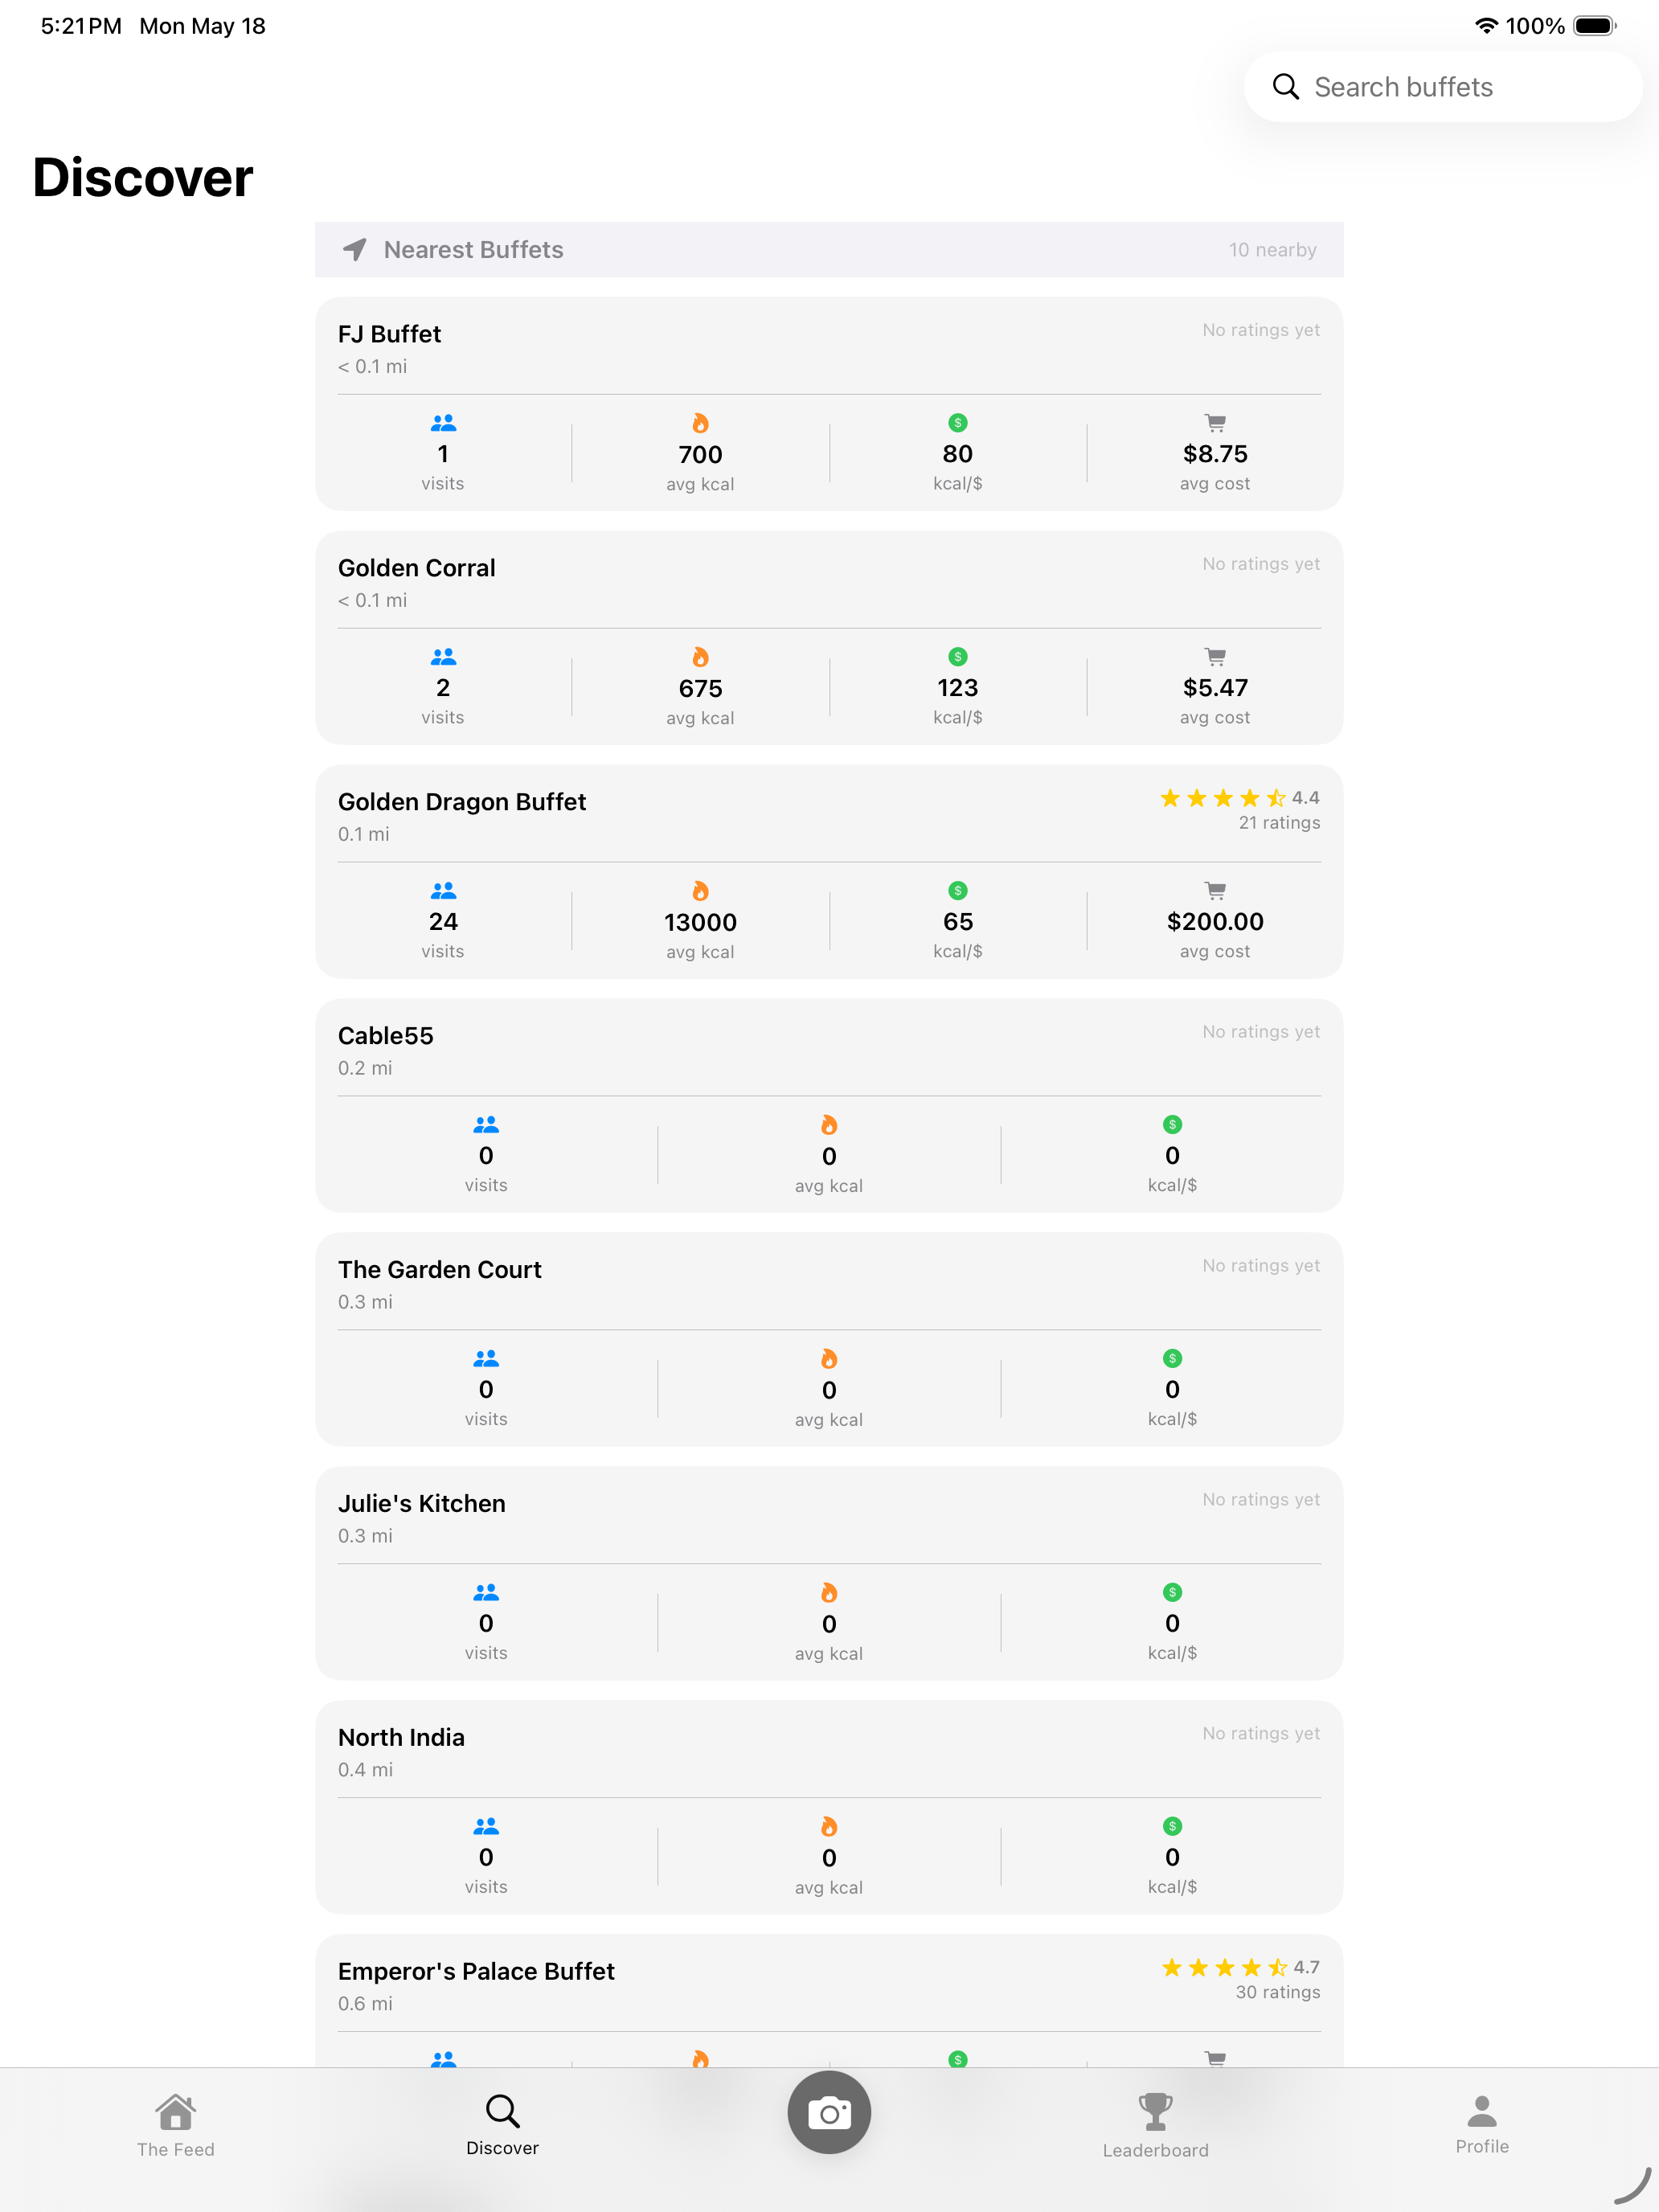 5:21 PM Mon May 18
100%
Search buffets
Discover
Nearest Buffets
10 nearby
FJ Buffet
No ratings yet
< 0.1 mi
1
700
80
$8.75
visits
avg kcal
kcal/$
avg cost
Golden Corral
No ratings yet
< 0.1 mi
2
675
123
$5.47
visits
avg kcal
kcal/$
avg cost
Golden Dragon Buffet
4.4
0.1 mi
21 ratings
24
13000
65
$200.00
visits
avg kcal
kcal/$
avg cost
Cable55
No ratings yet
0.2 mi
0
0
0
visits
avg kcal
kcal/$
The Garden Court
No ratings yet
0.3 mi
0
0
0
visits
avg kcal
kcal/$
Julie's Kitchen
No ratings yet
0.3 mi
0
0
0
visits
avg kcal
kcal/$
North India
No ratings yet
0.4 mi
0
0
0
visits
avg kcal
kcal/$
Emperor's Palace Buffet
4.7
0.6 mi
30 ratings
The Feed
Discover
Leaderboard
Profile